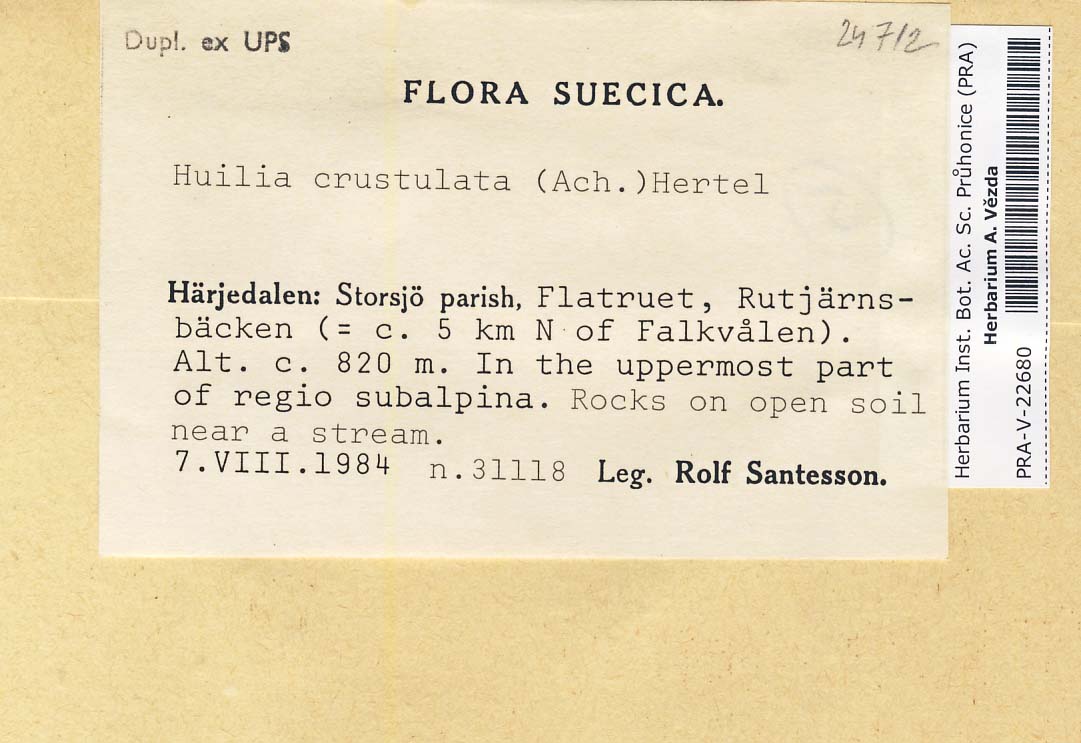 Dupl. ex UPS
24712
FLORA SUECICA.
Huilia crustulata (Ach.)Hertel
Härjedalen: Storsjö parish, Flatruet, Rutjärns-
bäcken (= c. 5 km N of Falkvålen).
Alt. c. 820 m. In the uppermost part
of regio subalpina. Rocks on open soil
near a stream.
7.VIII.1984 n.31118 Leg. Rolf Santesson.
Herbarium Inst. Bot. Ac. Sc. Průhonice (PRA)
Herbarium A. Vězda
PRA-V-22680